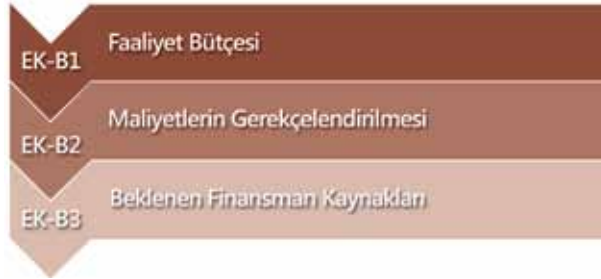 EK-B1 Faaliyet Bütçesi
EK-B2 Maliyetlerin Gerekçelendirilmesi
EK-B3 Beklenen Finansman Kaynakları